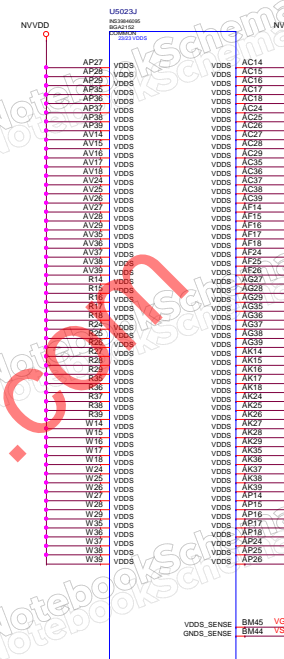 U5023J
INS39846095
BGA2152
COMMON
23/23 VDDS
NVVDD
NV
AP27 VDDS VDDS AC14
AP28 VDDS VDDS AC15
AP29 VDDS VDDS AC16
AP35 VDDS VDDS AC17
AP36 VDDS VDDS AC18
AP37 VDDS VDDS AC24
AP38 VDDS VDDS AC25
AP39 VDDS VDDS AC26
AV14 VDDS VDDS AC27
AV15 VDDS VDDS AC28
AV16 VDDS VDDS AC29
AV17 VDDS VDDS AC35
AV18 VDDS VDDS AC36
AV24 VDDS VDDS AC37
AV25 VDDS VDDS AC38
AV26 VDDS VDDS AC39
AV27 VDDS VDDS AF14
AV28 VDDS VDDS AF15
AV29 VDDS VDDS AF16
AV35 VDDS VDDS AF17
AV36 VDDS VDDS AF18
AV37 VDDS VDDS AF24
AV38 VDDS VDDS AF25
AV39 VDDS VDDS AF26
R14 VDDS VDDS AG27
R15 VDDS VDDS AG28
R16 VDDS VDDS AG29
R17 VDDS VDDS AG35
R18 VDDS VDDS AG36
R24 VDDS VDDS AG37
R25 VDDS VDDS AG38
R26 VDDS VDDS AG39
R27 VDDS VDDS AK14
R28 VDDS VDDS AK15
R29 VDDS VDDS AK16
R35 VDDS VDDS AK17
R36 VDDS VDDS AK18
R37 VDDS VDDS AK24
R38 VDDS VDDS AK25
R39 VDDS VDDS AK26
W14 VDDS VDDS AK27
W15 VDDS VDDS AK28
W16 VDDS VDDS AK29
W17 VDDS VDDS AK35
W18 VDDS VDDS AK36
W24 VDDS VDDS AK37
W25 VDDS VDDS AK38
W26 VDDS VDDS AK39
W27 VDDS VDDS AP14
W28 VDDS VDDS AP15
W29 VDDS VDDS AP16
W35 VDDS VDDS AP17
W36 VDDS VDDS AP18
W37 VDDS VDDS AP24
W38 VDDS VDDS AP25
W39 VDDS VDDS AP26
VDDS_SENSE BM45 VG
GNDS_SENSE BM44 VS
.com